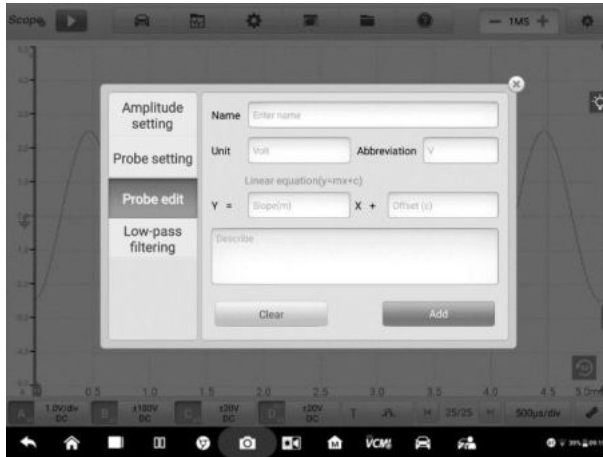 Scope
1MS
Amplitude setting
Probe setting
Probe edit
Low-pass filtering
Name
Enter name
Unit
Volt
Abbreviation
V
Linear equation(y=mx+c)
Y =
Slope(m)
X +
Offset (c)
Describe
Clear
Add
0.5 1.0 1.5 2.0 2.5 3.0 3.5 4.0 4.5 5.0ms
A 1.0V/div DC
B ±100V DC
C ±20V DC
D ±20V DC
T
25/25
500μs/div
VCMI